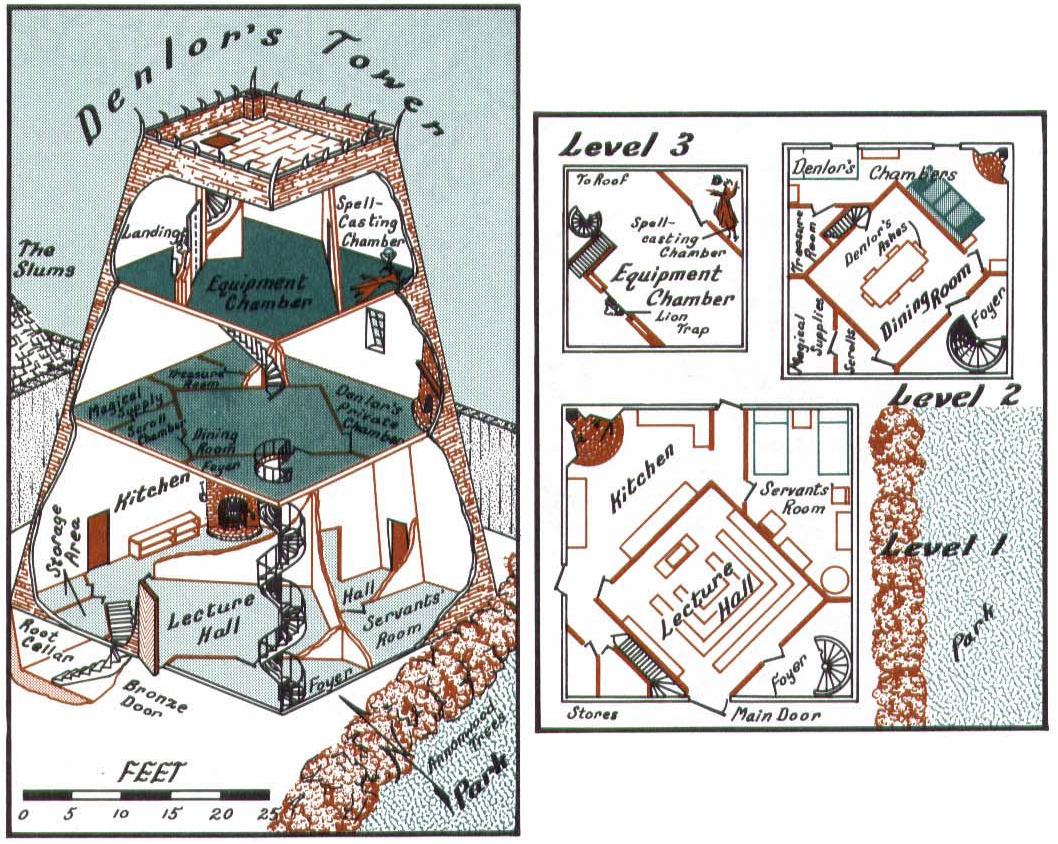 Denlor's Tower
The
Slums
Landing
Spell-
Casting
Chamber
Equipment
Chamber
Treasure
Room
Magical
Supply
Scroll
Chamber
Denlor's
Private
Chamber
Dining
Room
Foyer
Kitchen
Storage
Area
Lecture
Hall
Hall
Servants'
Room
Root
Cellar
Foyer
Bronze
Door
Annonwood
Trees
Park
FEET
0 5 10 15 20 25
Level 3
To Roof
Spell-
casting
Chamber
Equipment
Chamber
Lion
Trap
Denlor's
Chambers
Treasure
Room
Denlor's
Ashes
Dining Room
Magical
Supplies
Scrolls
Foyer
Level 2
Kitchen
Servants'
Room
Level 1
Lecture
Hall
Park
Foyer
Stores
Main Door